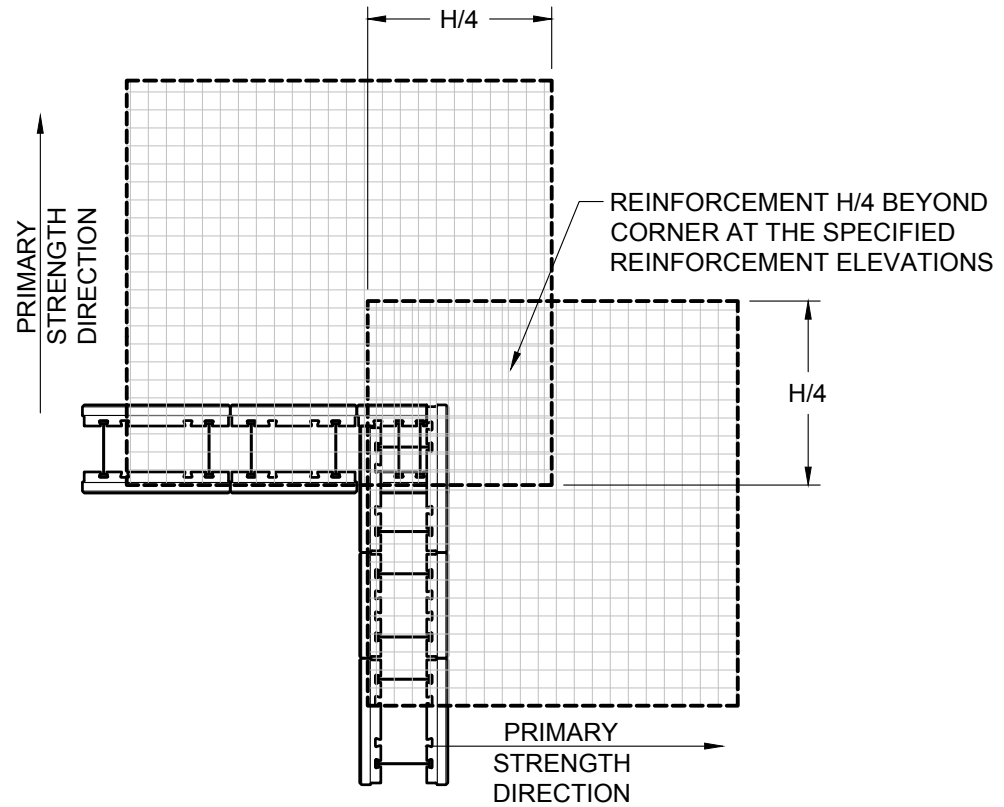 H/4
PRIMARY
STRENGTH
DIRECTION
REINFORCEMENT H/4 BEYOND
CORNER AT THE SPECIFIED
REINFORCEMENT ELEVATIONS
H/4
PRIMARY
STRENGTH
DIRECTION